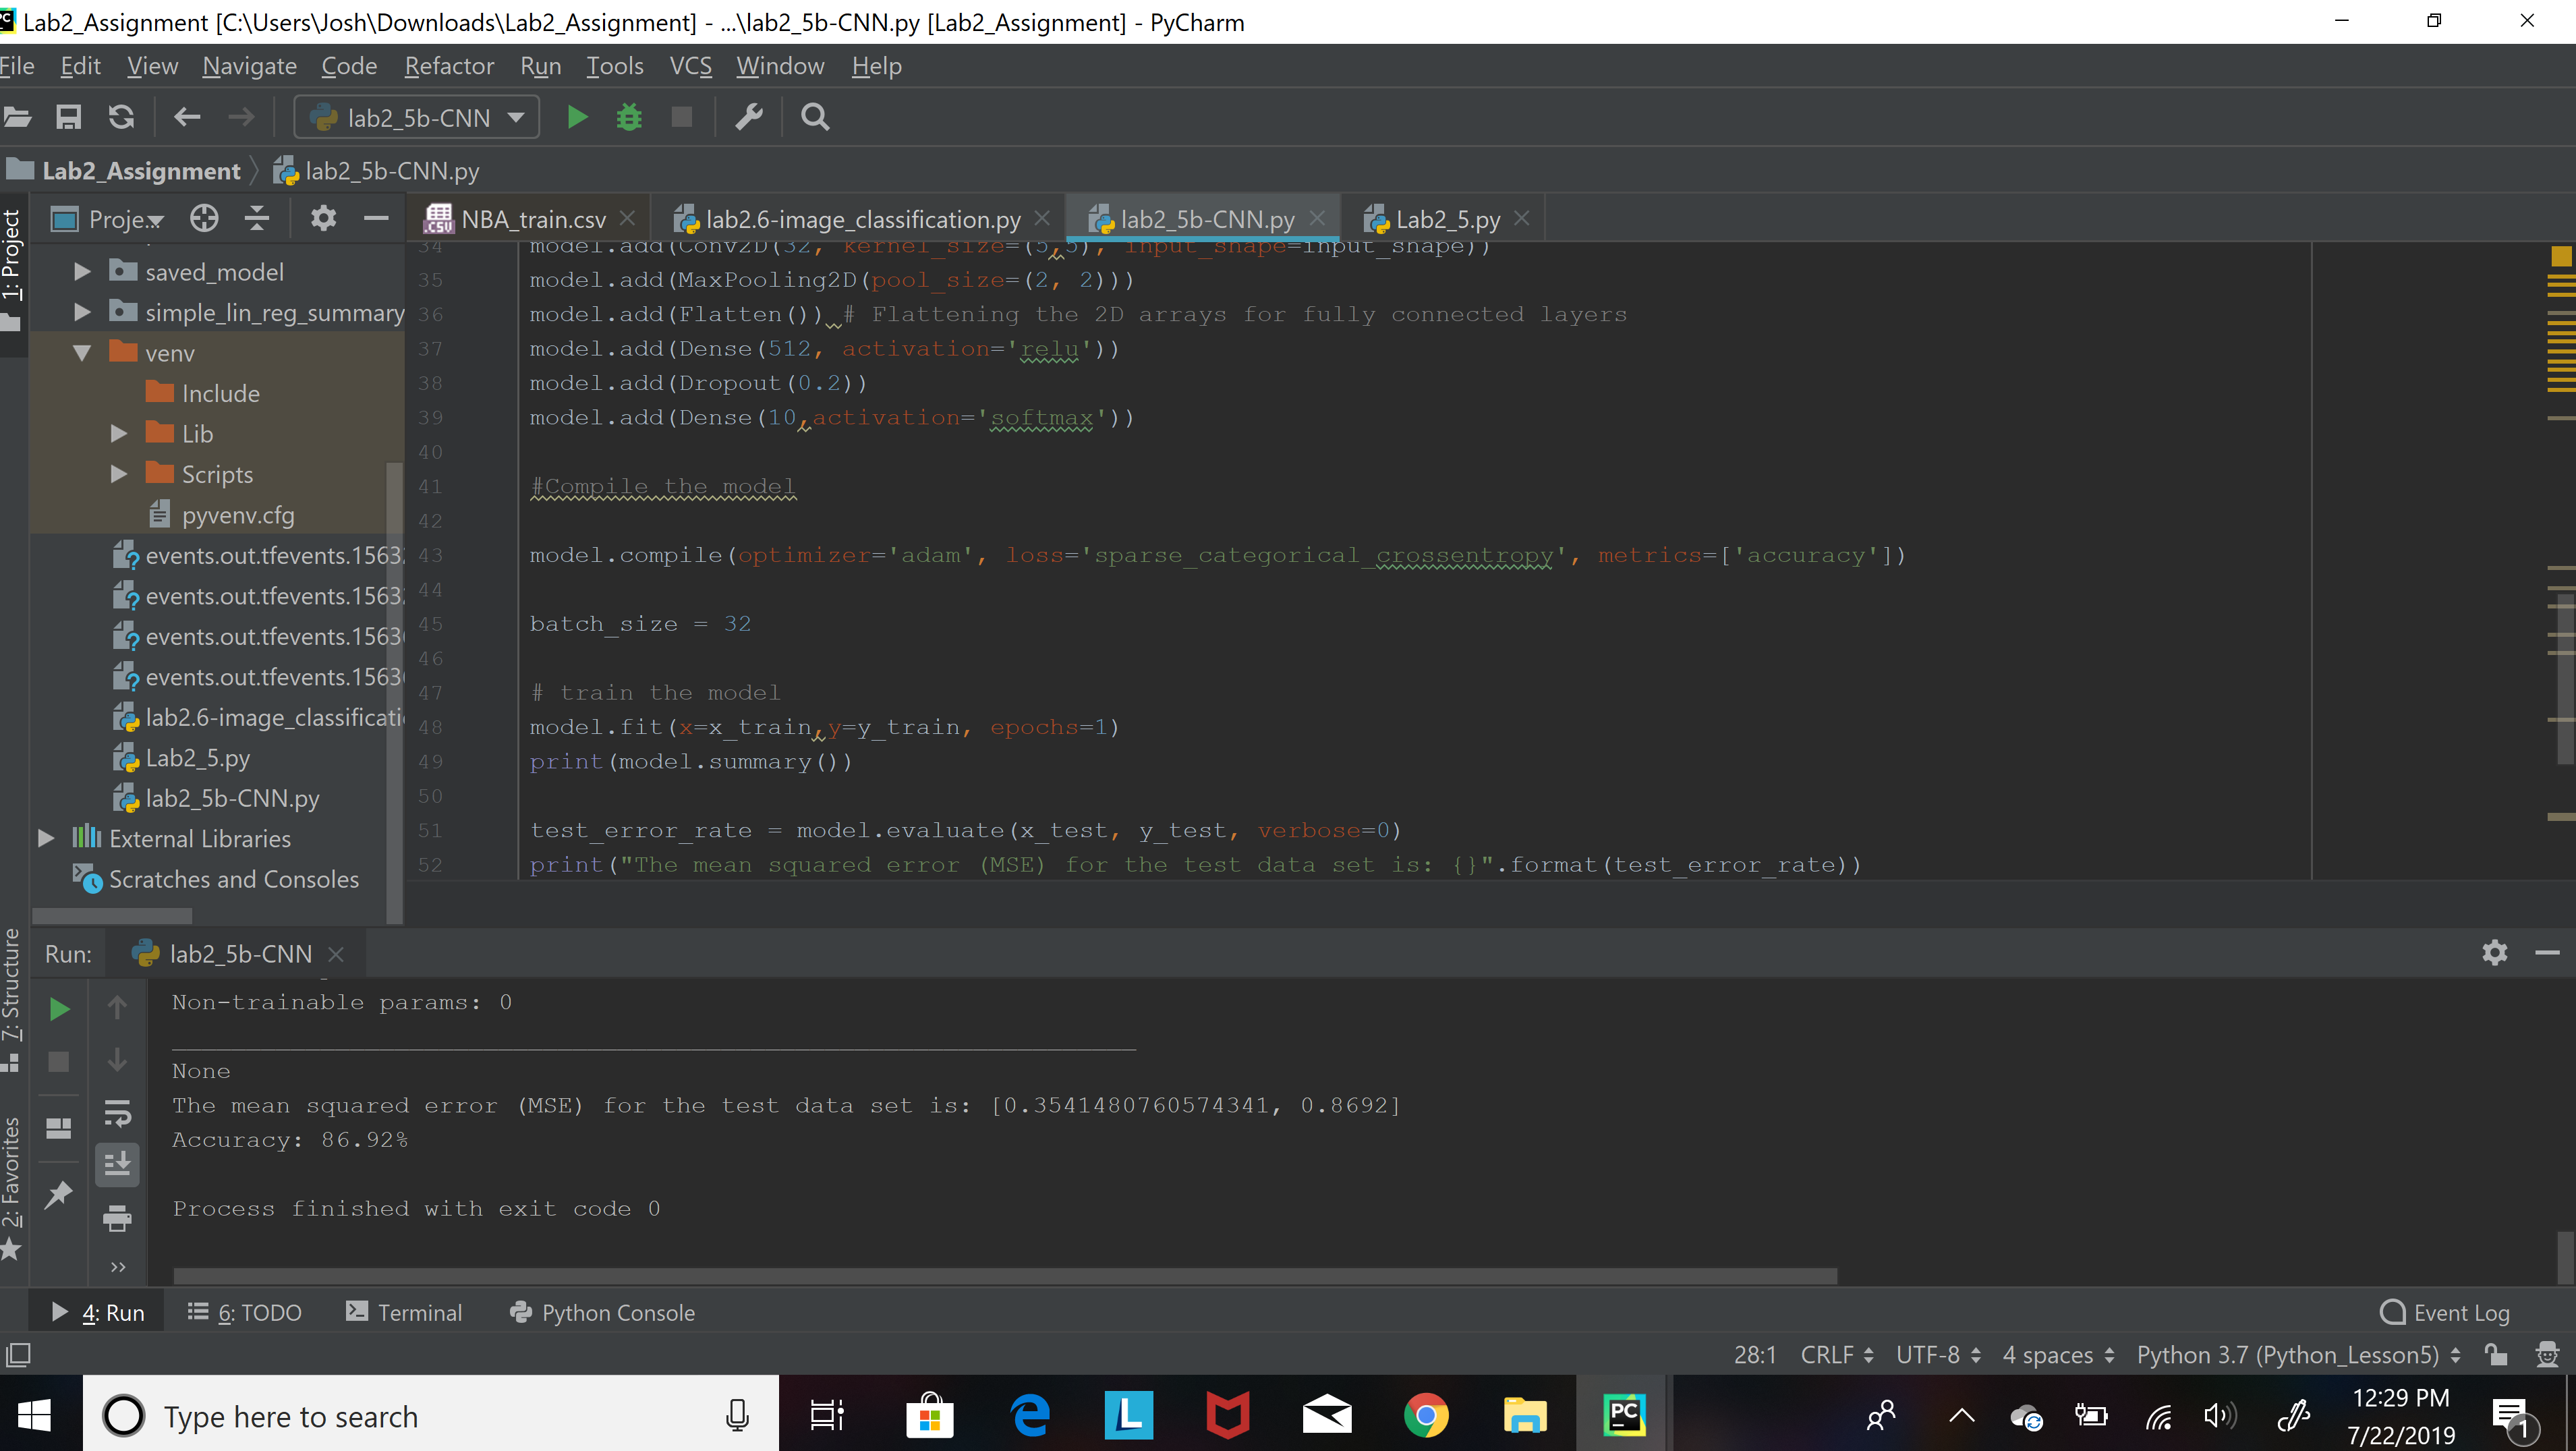 Lab2_Assignment [C:\Users\Josh\Downloads\Lab2_Assignment] - ...\lab2_5b-CNN.py [Lab2_Assignment] - PyCharm
File Edit View Navigate Code Refactor Run Tools VCS Window Help
lab2_5b-CNN
Lab2_Assignment lab2_5b-CNN.py
1: Project
Proje...
NBA_train.csv lab2.6-image_classification.py lab2_5b-CNN.py Lab2_5.py
saved_model
simple_lin_reg_summary
venv
Include
Lib
Scripts
pyvenv.cfg
events.out.tfevents.1563
events.out.tfevents.1563
events.out.tfevents.1563
events.out.tfevents.1563
lab2.6-image_classificati
Lab2_5.py
lab2_5b-CNN.py
External Libraries
Scratches and Consoles
34 model.add(Conv2D(32, kernel_size=(5,5), input_shape=input_shape))
35 model.add(MaxPooling2D(pool_size=(2, 2)))
36 model.add(Flatten()) # Flattening the 2D arrays for fully connected layers
37 model.add(Dense(512, activation='relu'))
38 model.add(Dropout(0.2))
39 model.add(Dense(10,activation='softmax'))
40
41 #Compile the model
42
43 model.compile(optimizer='adam', loss='sparse_categorical_crossentropy', metrics=['accuracy'])
44
45 batch_size = 32
46
47 # train the model
48 model.fit(x=x_train,y=y_train, epochs=1)
49 print(model.summary())
50
51 test_error_rate = model.evaluate(x_test, y_test, verbose=0)
52 print("The mean squared error (MSE) for the test data set is: {}".format(test_error_rate))
7: Structure
2: Favorites
Run: lab2_5b-CNN
Non-trainable params: 0
_________________________________________________________________
None
The mean squared error (MSE) for the test data set is: [0.3541480760574341, 0.8692]
Accuracy: 86.92%
Process finished with exit code 0
4: Run 6: TODO Terminal Python Console Event Log
28:1 CRLF UTF-8 4 spaces Python 3.7 (Python_Lesson5)
Type here to search
12:29 PM
7/22/2019
1